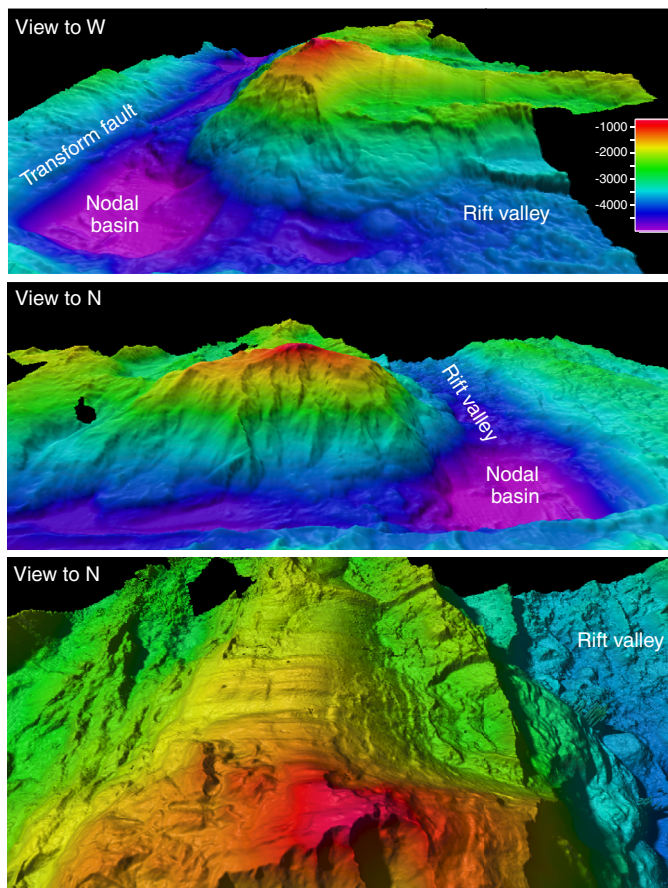 View to W
Transform fault
Nodal
basin
Rift valley
-1000
-2000
-3000
-4000
View to N
Rift valley
Nodal
basin
View to N
Rift valley